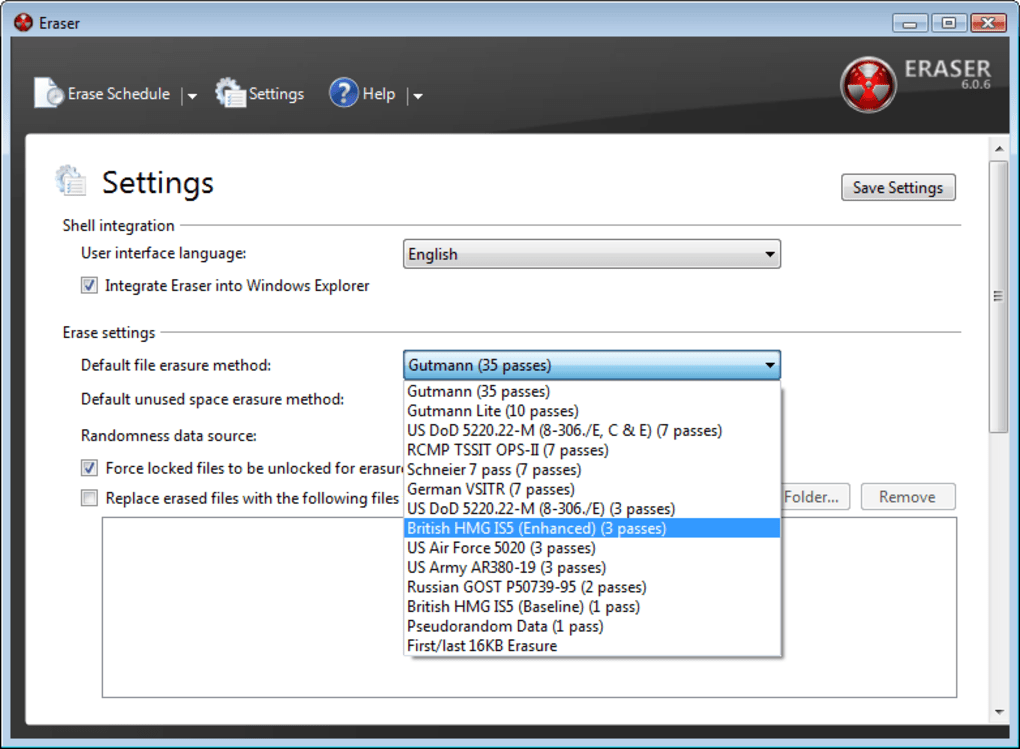 Eraser
Erase Schedule
Settings
Help
ERASER
6.0.6
Settings
Save Settings
Shell integration
User interface language:
English
Integrate Eraser into Windows Explorer
Erase settings
Default file erasure method:
Gutmann (35 passes)
Default unused space erasure method:
Randomness data source:
Force locked files to be unlocked for erasure
Replace erased files with the following files
Folder...
Remove
Gutmann (35 passes)
Gutmann Lite (10 passes)
US DoD 5220.22-M (8-306./E, C & E) (7 passes)
RCMP TSSIT OPS-II (7 passes)
Schneier 7 pass (7 passes)
German VSITR (7 passes)
US DoD 5220.22-M (8-306./E) (3 passes)
British HMG IS5 (Enhanced) (3 passes)
US Air Force 5020 (3 passes)
US Army AR380-19 (3 passes)
Russian GOST P50739-95 (2 passes)
British HMG IS5 (Baseline) (1 pass)
Pseudorandom Data (1 pass)
First/last 16KB Erasure